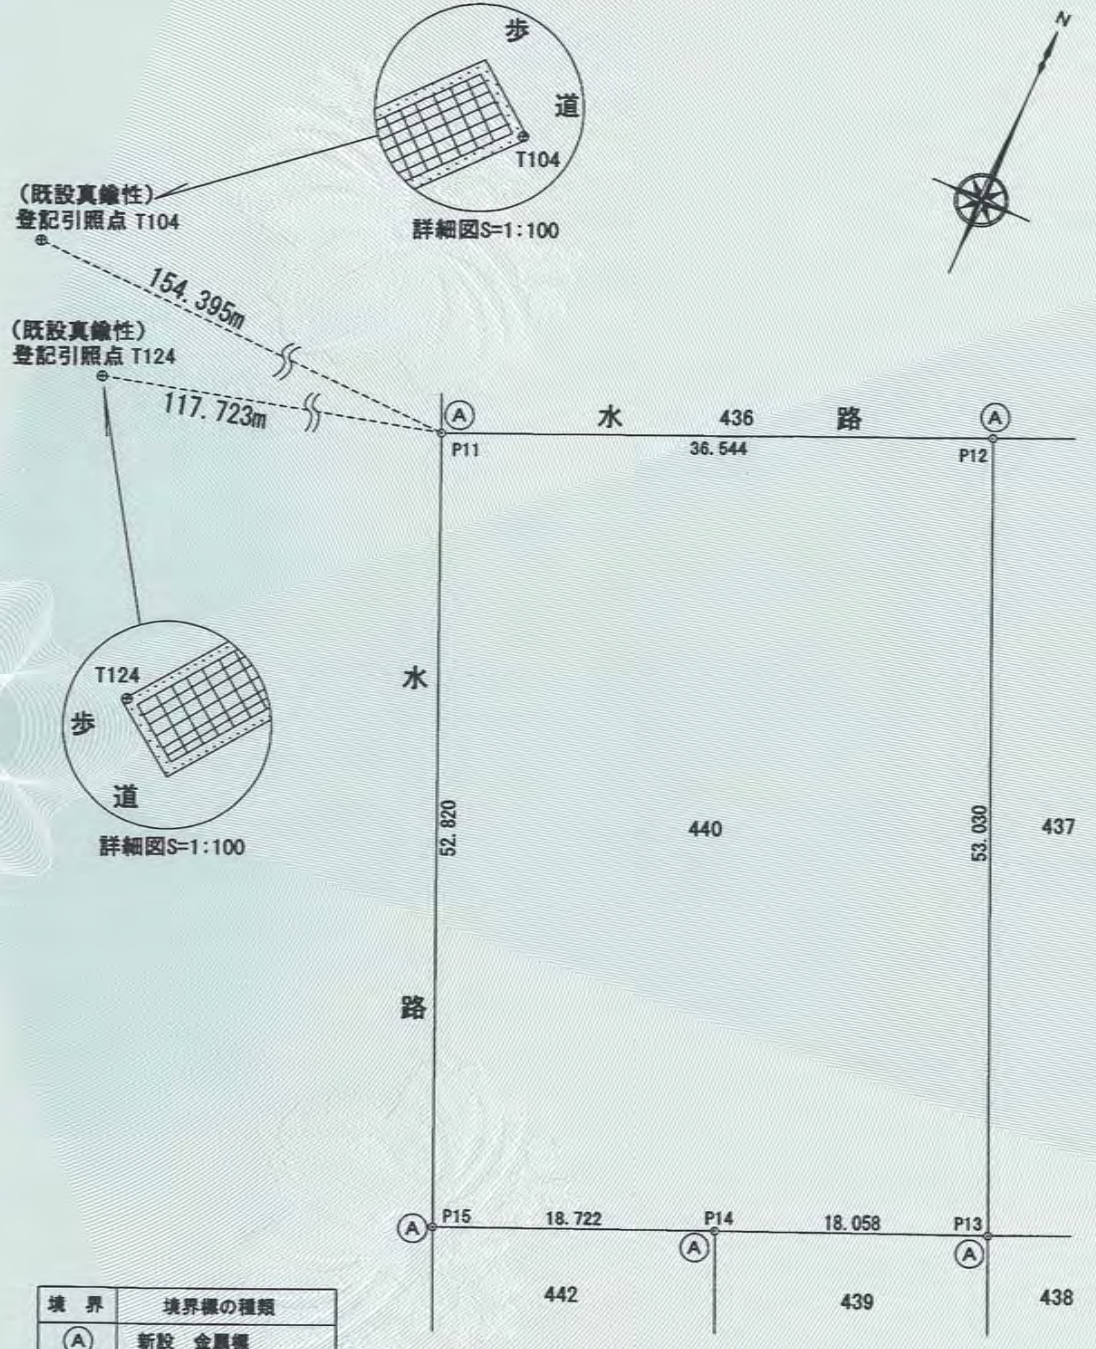 N
歩
道
T104
詳細図S=1:100
(既設真鍮性)
登記引照点 T104
154.395m
(既設真鍮性)
登記引照点 T124
117.723m
A
水 436 路
A
P11
36.544
P12
T124
歩
道
詳細図S=1:100
水
路
52.820
440
53.030
437
A
P15
18.722
P14
A
18.058
P13
A
442
439
438
境 界 境界標の種類
A 新設 金属標